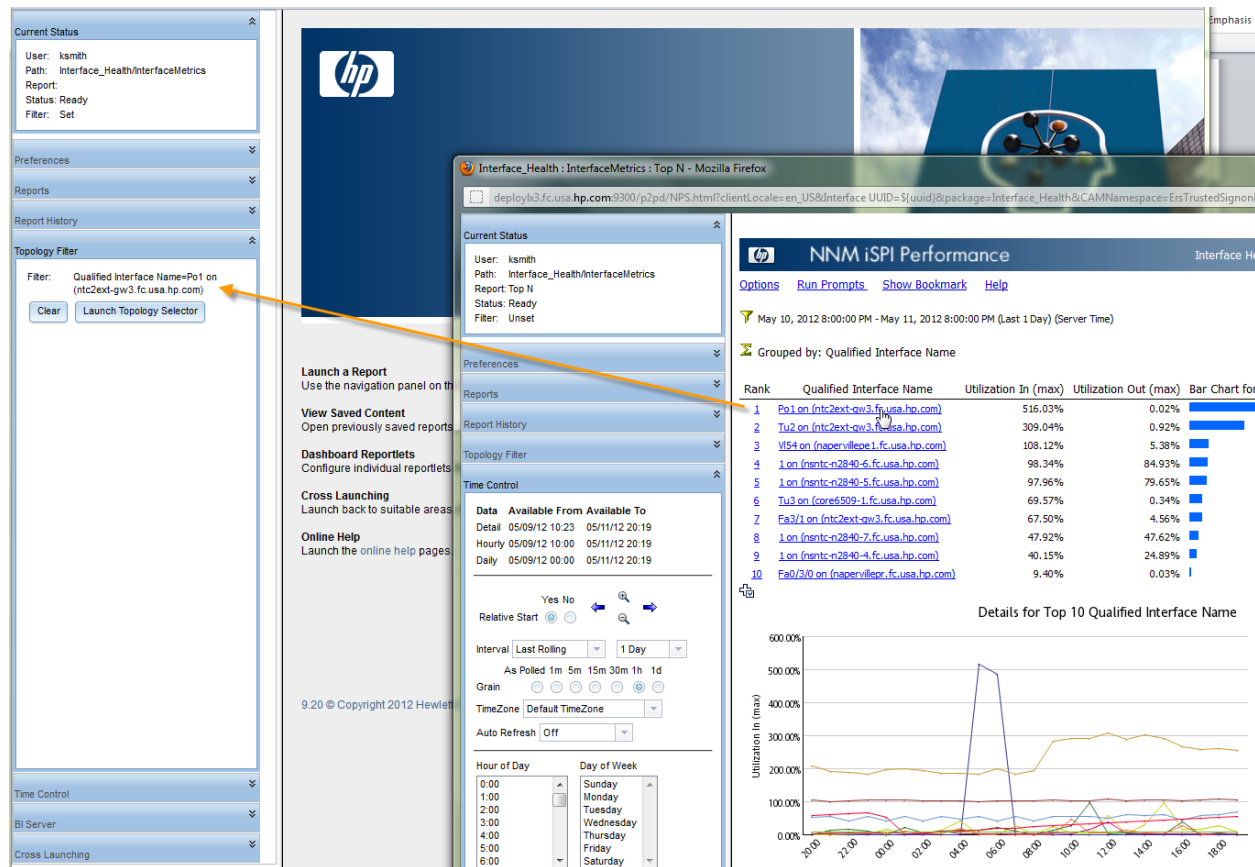 Current Status
User: ksmith
Path: Interface_Health/InterfaceMetrics
Report:
Status: Ready
Filter: Set
Preferences
Reports
Report History
Topology Filter
Filter: Qualified Interface Name=Po1 on
(ntc2ext-gw3.fc.usa.hp.com)
Clear Launch Topology Selector
Time Control
BI Server
Cross Launching
hp
Emphasis
Launch a Report
Use the navigation panel on th
View Saved Content
Open previously saved reports
Dashboard Reportlets
Configure individual reportlets
Cross Launching
Launch back to suitable areas
Online Help
Launch the online help pages.
9.20 © Copyright 2012 Hewlett
Interface_Health : InterfaceMetrics : Top N - Mozilla Firefox
.fc.usa.hp.com:9300/p2pd/NPS.html?clientLocale=en_US&Interface UUID=${uuid}&package=Interface_Health&CAMNamespace=ErsTrustedSignon
Current Status
User: ksmith
Path: Interface_Health/InterfaceMetrics
Report: Top N
Status: Ready
Filter: Unset
Preferences
Reports
Report History
Topology Filter
Time Control
Data Available From Available To
Detail 05/09/12 10:23 05/11/12 20:19
Hourly 05/09/12 10:00 05/11/12 20:19
Daily 05/09/12 00:00 05/11/12 20:19
Yes No
Relative Start
Interval Last Rolling 1 Day
As Polled 1m 5m 15m 30m 1h 1d
Grain
TimeZone Default TimeZone
Auto Refresh Off
Hour of Day Day of Week
0:00 Sunday
1:00 Monday
2:00 Tuesday
3:00 Wednesday
4:00 Thursday
5:00 Friday
6:00 Saturday
hp NNM iSPI Performance Interface He
Options Run Prompts Show Bookmark Help
May 10, 2012 8:00:00 PM - May 11, 2012 8:00:00 PM (Last 1 Day) (Server Time)
Grouped by: Qualified Interface Name
Rank Qualified Interface Name Utilization In (max) Utilization Out (max) Bar Chart for
1 Po1 on (ntc2ext-gw3.fc.usa.hp.com) 516.03% 0.02%
2 Tu2 on (ntc2ext-gw3.fc.usa.hp.com) 309.04% 0.92%
3 Vl54 on (napervillepe1.fc.usa.hp.com) 108.12% 5.38%
4 1 on (nsntc-n2840-6.fc.usa.hp.com) 98.34% 84.93%
5 1 on (nsntc-n2840-5.fc.usa.hp.com) 97.96% 79.65%
6 Tu3 on (core6509-1.fc.usa.hp.com) 69.57% 0.34%
7 Fa3/1 on (ntc2ext-gw3.fc.usa.hp.com) 67.50% 4.56%
8 1 on (nsntc-n2840-7.fc.usa.hp.com) 47.92% 47.62%
9 1 on (nsntc-n2840-4.fc.usa.hp.com) 40.15% 24.89%
10 Fa0/3/0 on (napervillepr.fc.usa.hp.com) 9.40% 0.03%
Details for Top 10 Qualified Interface Name
Utilization In (max)
600.00%
500.00%
400.00%
300.00%
200.00%
100.00%
0.00%
20:00 22:00 00:00 02:00 04:00 06:00 08:00 10:00 12:00 14:00 16:00 18:00